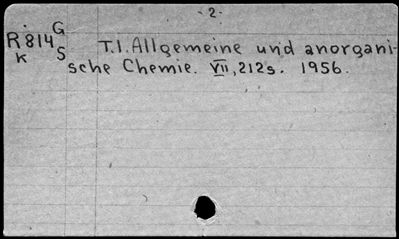 - 2 -
R814 G
k S
T.1. Allgemeine und anorgani-
sche Chemie. VII, 212s. 1956.